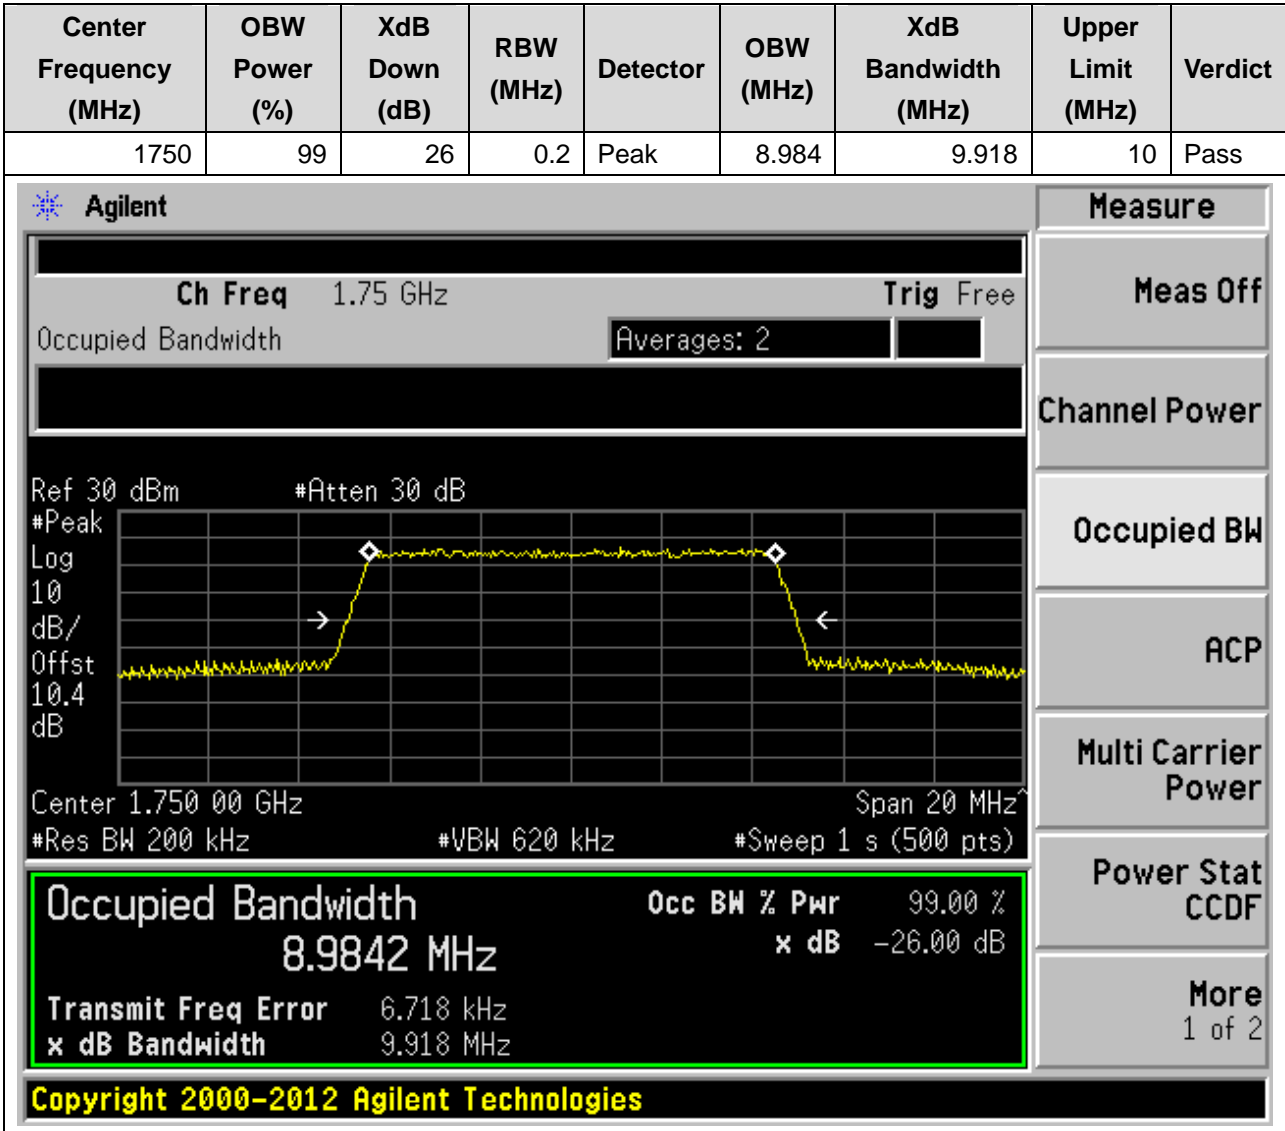 Center Frequency (MHz) OBW Power (%) XdB Down (dB) RBW (MHz) Detector OBW (MHz) XdB Bandwidth (MHz) Upper Limit (MHz) Verdict
1750 99 26 0.2 Peak 8.984 9.918 10 Pass
Agilent
Measure
Ch Freq 1.75 GHz Trig Free
Meas Off
Occupied Bandwidth Averages: 2
Channel Power
Ref 30 dBm #Atten 30 dB
#Peak
Occupied BW
Log
10
dB/
ACP
Offst
10.4
dB
Multi Carrier
Power
Center 1.750 00 GHz Span 20 MHz^
#Res BW 200 kHz #VBW 620 kHz #Sweep 1 s (500 pts)
Power Stat
CCDF
Occupied Bandwidth Occ BW % Pwr 99.00 %
8.9842 MHz x dB -26.00 dB
More
1 of 2
Transmit Freq Error 6.718 kHz
x dB Bandwidth 9.918 MHz
Copyright 2000-2012 Agilent Technologies